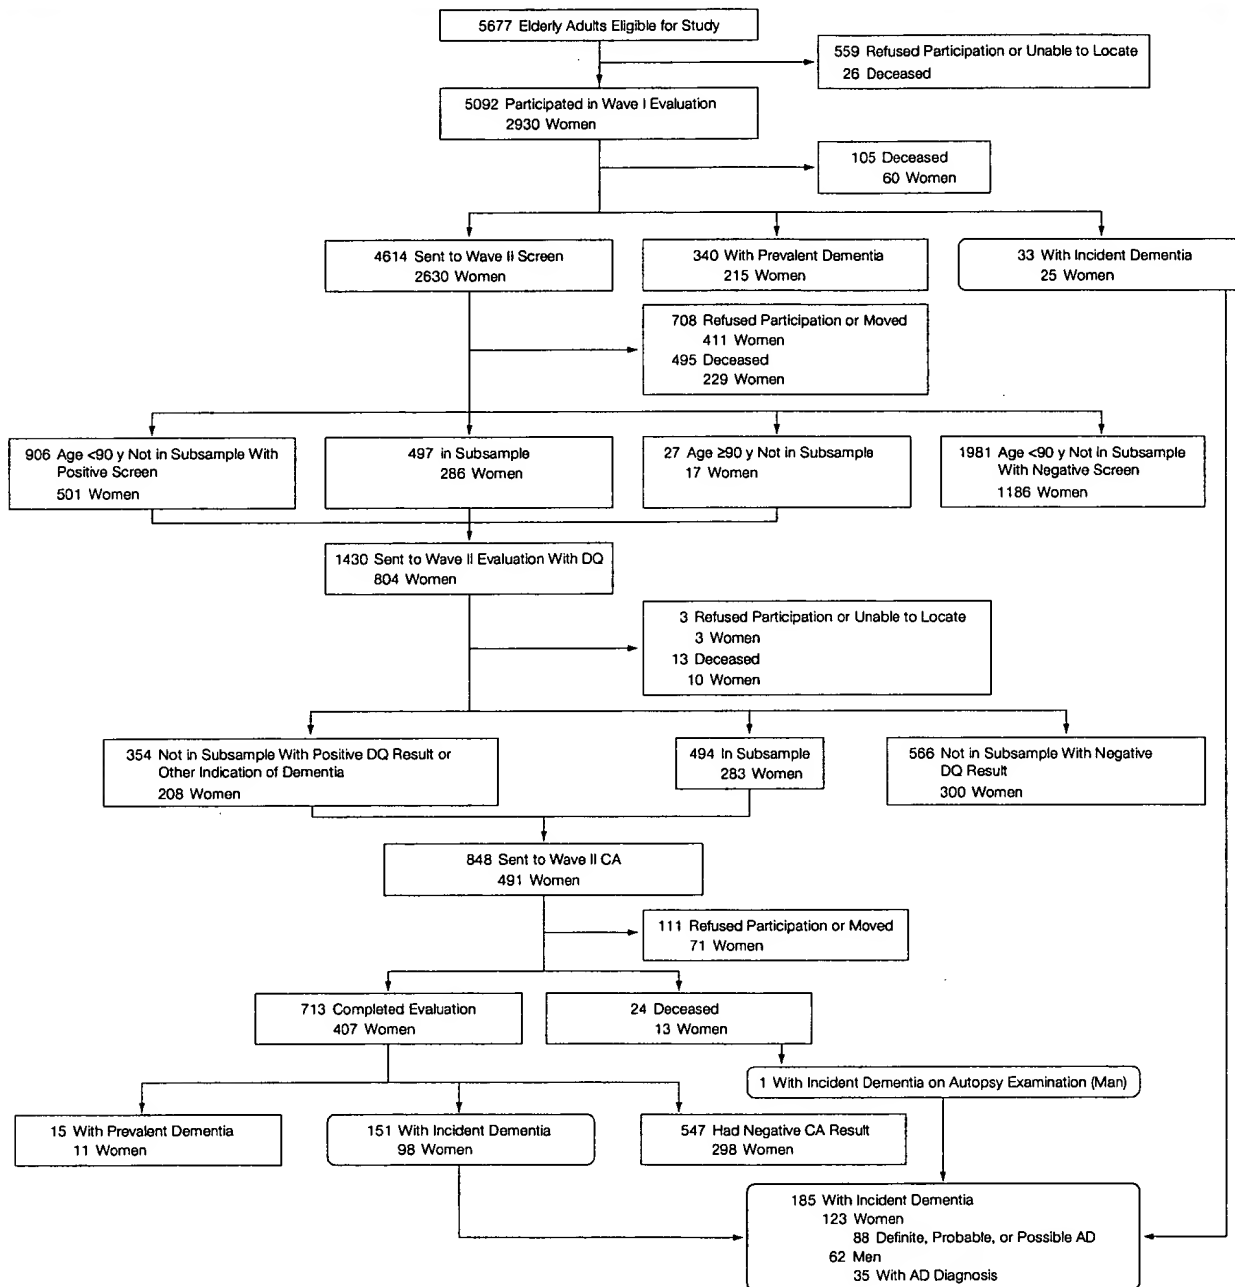 5677 Elderly Adults Eligible for Study
559 Refused Participation or Unable to Locate
26 Deceased
5092 Participated in Wave I Evaluation
2930 Women
105 Deceased
60 Women
4614 Sent to Wave II Screen
2630 Women
340 With Prevalent Dementia
215 Women
33 With Incident Dementia
25 Women
708 Refused Participation or Moved
411 Women
495 Deceased
229 Women
906 Age <90 y Not in Subsample With
Positive Screen
501 Women
497 in Subsample
286 Women
27 Age ≥90 y Not in Subsample
17 Women
1981 Age <90 y Not in Subsample
With Negative Screen
1186 Women
1430 Sent to Wave II Evaluation With DQ
804 Women
3 Refused Participation or Unable to Locate
3 Women
13 Deceased
10 Women
354 Not in Subsample With Positive DQ Result or
Other Indication of Dementia
208 Women
494 In Subsample
283 Women
566 Not in Subsample With Negative
DQ Result
300 Women
848 Sent to Wave II CA
491 Women
111 Refused Participation or Moved
71 Women
713 Completed Evaluation
407 Women
24 Deceased
13 Women
1 With Incident Dementia on Autopsy Examination (Man)
15 With Prevalent Dementia
11 Women
151 With Incident Dementia
98 Women
547 Had Negative CA Result
298 Women
185 With Incident Dementia
123 Women
88 Definite, Probable, or Possible AD
62 Men
35 With AD Diagnosis